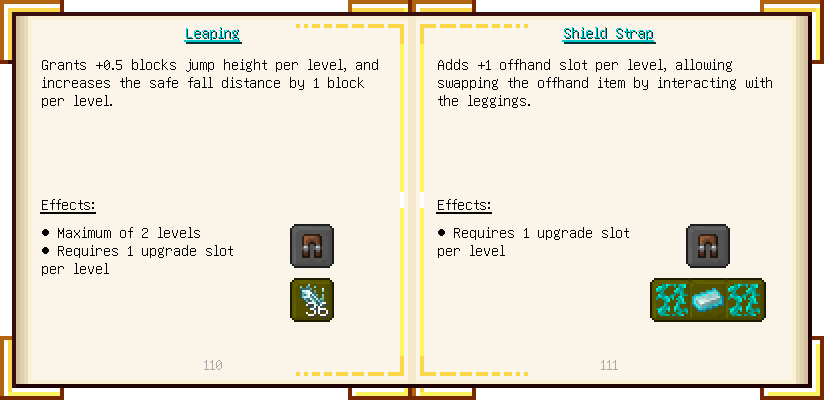 Leaping
Grants +0.5 blocks jump height per level, and
increases the safe fall distance by 1 block
per level.
Effects:
● Maximum of 2 levels
● Requires 1 upgrade slot
per level
36
110
Shield Strap
Adds +1 offhand slot per level, allowing
swapping the offhand item by interacting with
the leggings.
Effects:
● Requires 1 upgrade slot
per level
111